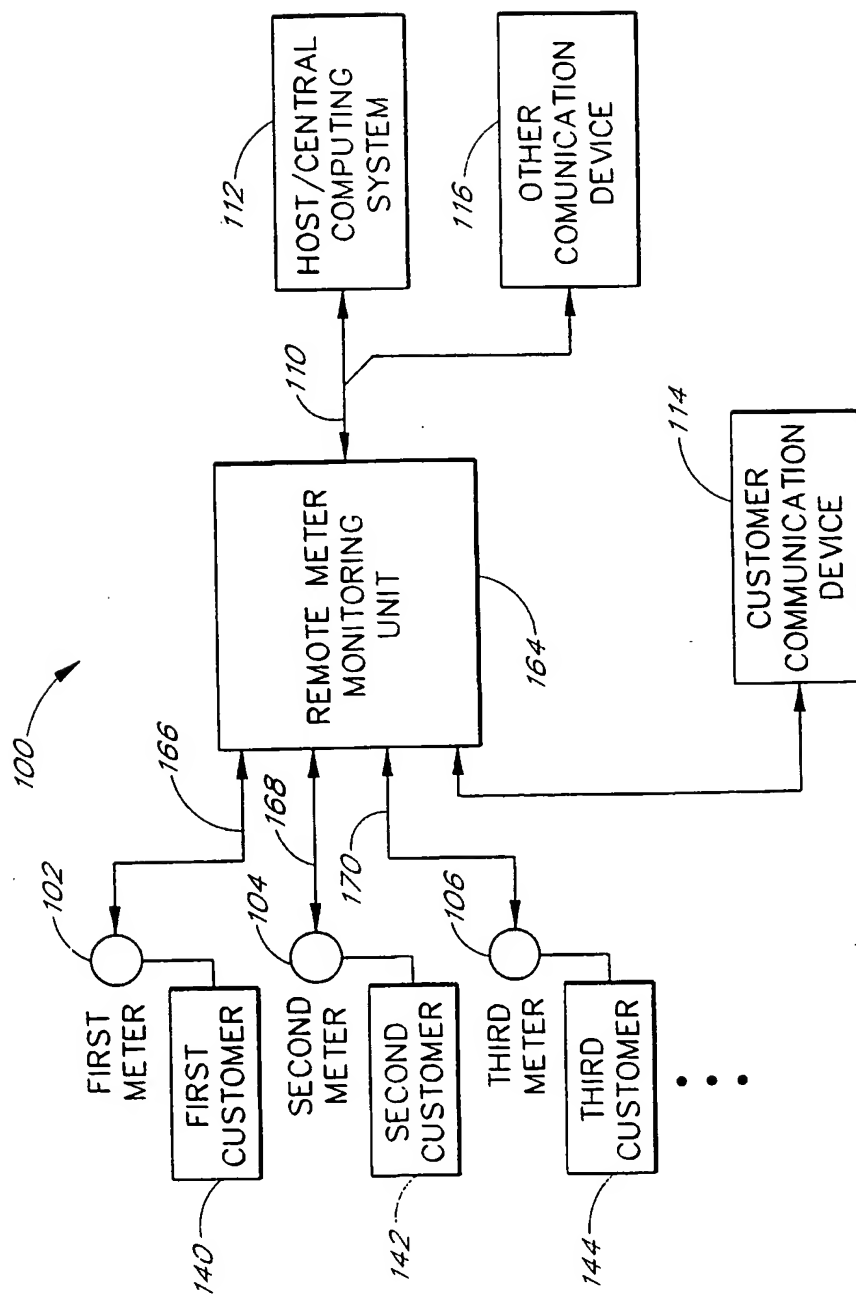 100
102
FIRST
METER
166
FIRST
CUSTOMER
140
104
SECOND
METER
168
SECOND
CUSTOMER
142
170
106
THIRD
METER
THIRD
CUSTOMER
144
REMOTE METER
MONITORING
UNIT
164
110
112
HOST/CENTRAL
COMPUTING
SYSTEM
116
OTHER
COMUNICATION
DEVICE
114
CUSTOMER
COMMUNICATION
DEVICE